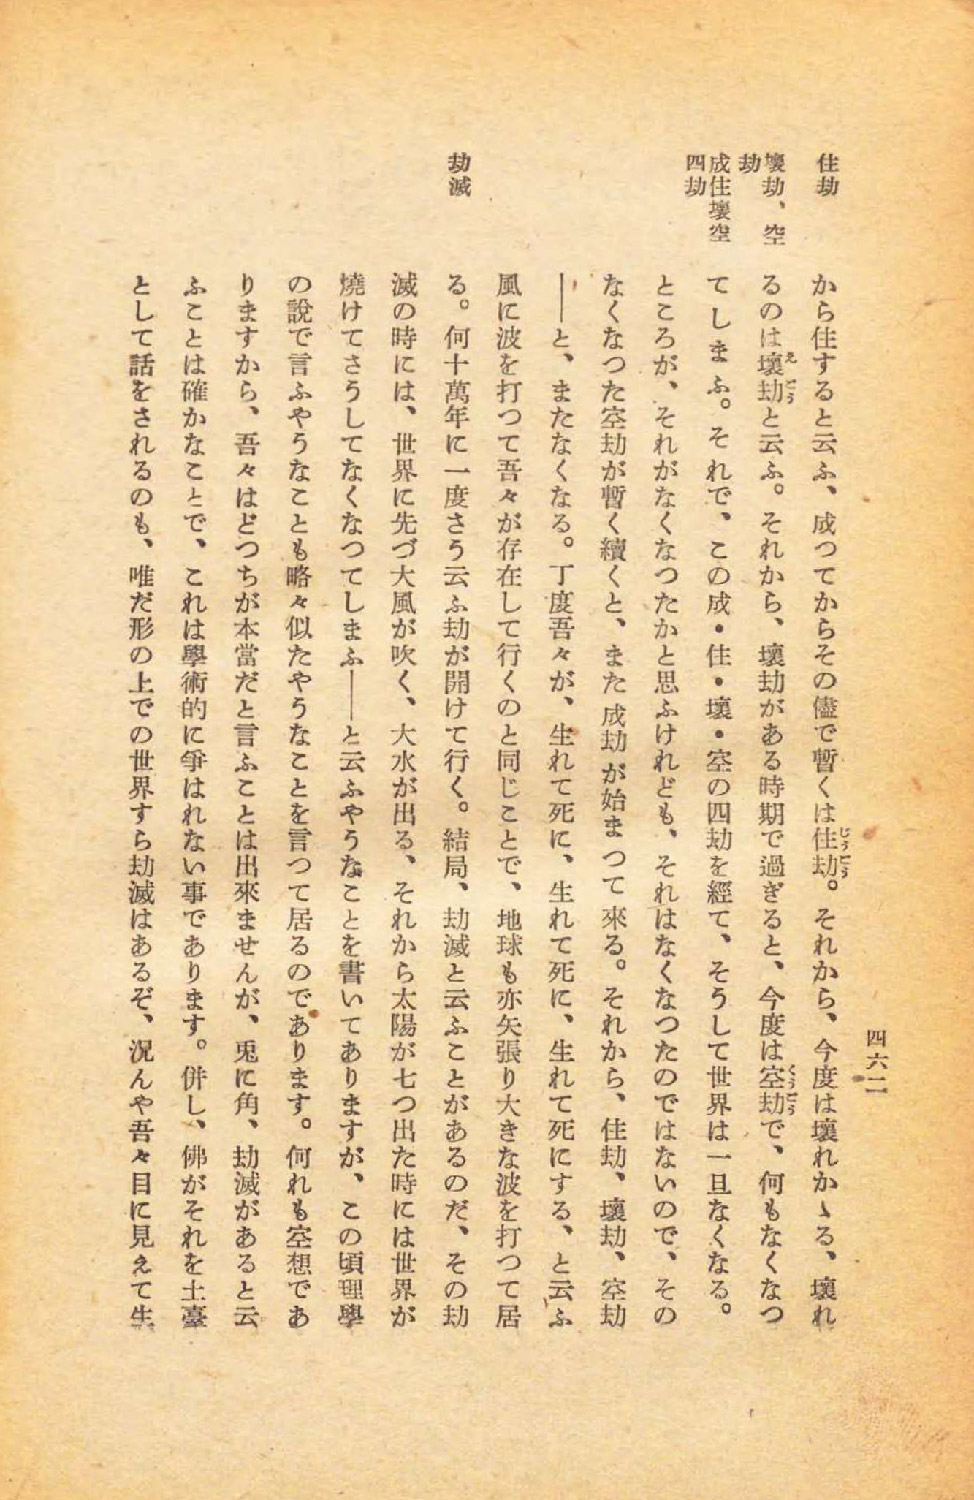 四六二
住劫
壞劫、空
劫
成住壞空
四劫
劫滅
から住すると云ふ、成つてからその儘で暫くは住劫。それから、今度は壞れかゝる、壞れ
るのは壞劫と云ふ。それから、壞劫がある時期で過ぎると、今度は空劫で、何もなくなつ
てしまふ。それで、この成・住・壞・空の四劫を經て、そうして世界は一旦なくなる。
ところが、それがなくなつたかと思ふけれども、それはなくなつたのではないので、その
なくなつた空劫が暫く續くと、また成劫が始まつて來る。それから、住劫、壞劫、空劫
――と、またなくなる。丁度吾々が、生れて死に、生れて死に、生れて死にする、と云ふ
風に波を打つて吾々が存在して行くのと同じことで、地球も亦矢張り大きな波を打つて居
る。何十萬年に一度さう云ふ劫が開けて行く。結局、劫滅と云ふことがあるのだ、その劫
滅の時には、世界に先づ大風が吹く、大水が出る、それから太陽が七つ出た時には世界が
燒けてさうしてなくなつてしまふ――と云ふやうなことを書いてありますが、この頃理學
の說で言ふやうなことも略々似たやうなことを言つて居るのであります。何れも空想であ
りますから、吾々はどつちが本當だと言ふことは出來ませんが、兎に角、劫滅があると云
ふことは確かなことで、これは學術的に爭はれない事であります。併し、佛がそれを土臺
として話をされるのも、唯だ形の上での世界すら劫滅はあるぞ、況んや吾々目に見えて生